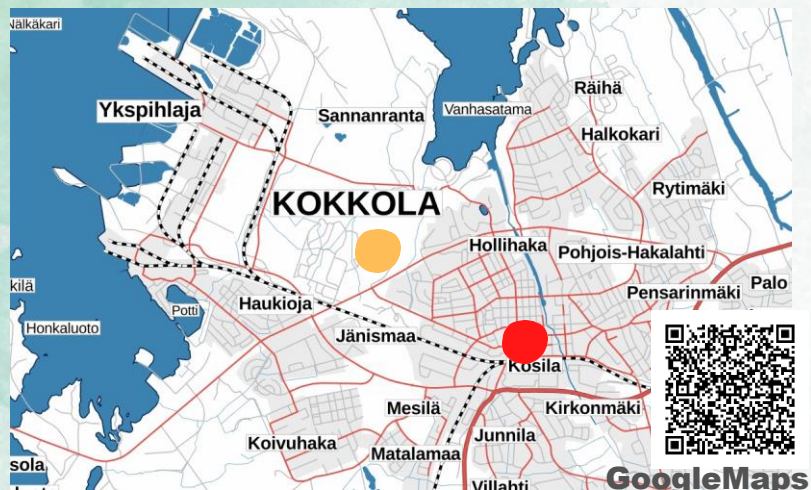 Nälkäkari
Ykspihlaja
Sannanranta
Vanhasatama
Räihä
Halkokari
Rytimäki
KOKKOLA
Hollihaka
Pohjois-Hakalahti
kilä
Haukioja
Potti
Pensarinmäki
Palo
Honkaluoto
Jänismaa
Kosila
Mesilä
Kirkonmäki
Koivuhaka
Junnila
Matalamaa
sola
Villahti
GoogleMaps